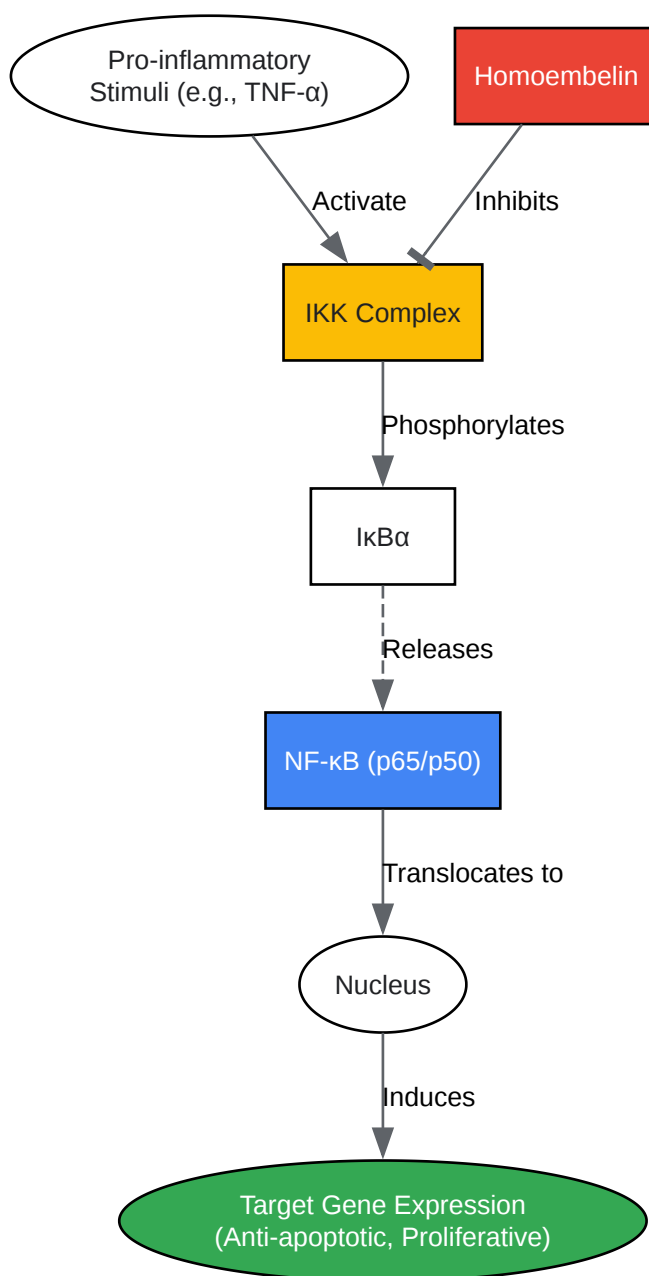 Pro-inflammatory
Stimuli (e.g., TNF-α)
Homoembelin
Activate
Inhibits
IKK Complex
Phosphorylates
IκBα
Releases
NF-κB (p65/p50)
Translocates to
Nucleus
Induces
Target Gene Expression
(Anti-apoptotic, Proliferative)